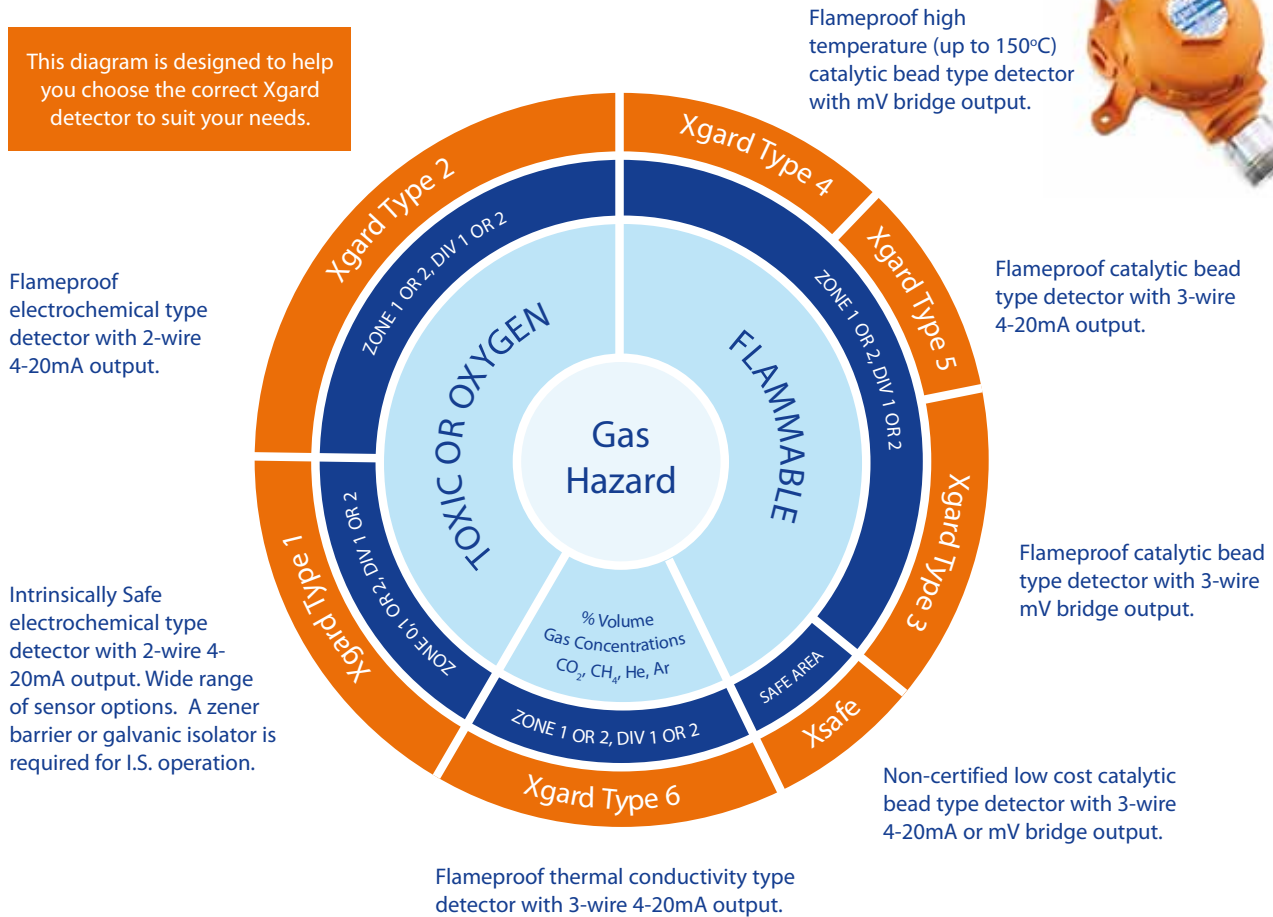 This diagram is designed to help
you choose the correct Xgard
detector to suit your needs.
Flameproof high
temperature (up to 150ºC)
catalytic bead type detector
with mV bridge output.
Xgard Type 2
Xgard Type 4
Xgard Type 5
Xgard Type 3
Xsafe
Xgard Type 6
Xgard Type 1
ZONE 1 OR 2, DIV 1 OR 2
ZONE 1 OR 2, DIV 1 OR 2
SAFE AREA
ZONE 1 OR 2, DIV 1 OR 2
ZONE 0,1 OR 2, DIV 1 OR 2
TOXIC OR OXYGEN
FLAMMABLE
Gas
Hazard
% Volume
Gas Concentrations
CO2, CH4, He, Ar
Flameproof
electrochemical type
detector with 2-wire
4-20mA output.
Flameproof catalytic bead
type detector with 3-wire
4-20mA output.
Flameproof catalytic bead
type detector with 3-wire
mV bridge output.
Intrinsically Safe
electrochemical type
detector with 2-wire 4-
20mA output. Wide range
of sensor options. A zener
barrier or galvanic isolator is
required for I.S. operation.
Non-certified low cost catalytic
bead type detector with 3-wire
4-20mA or mV bridge output.
Flameproof thermal conductivity type
detector with 3-wire 4-20mA output.